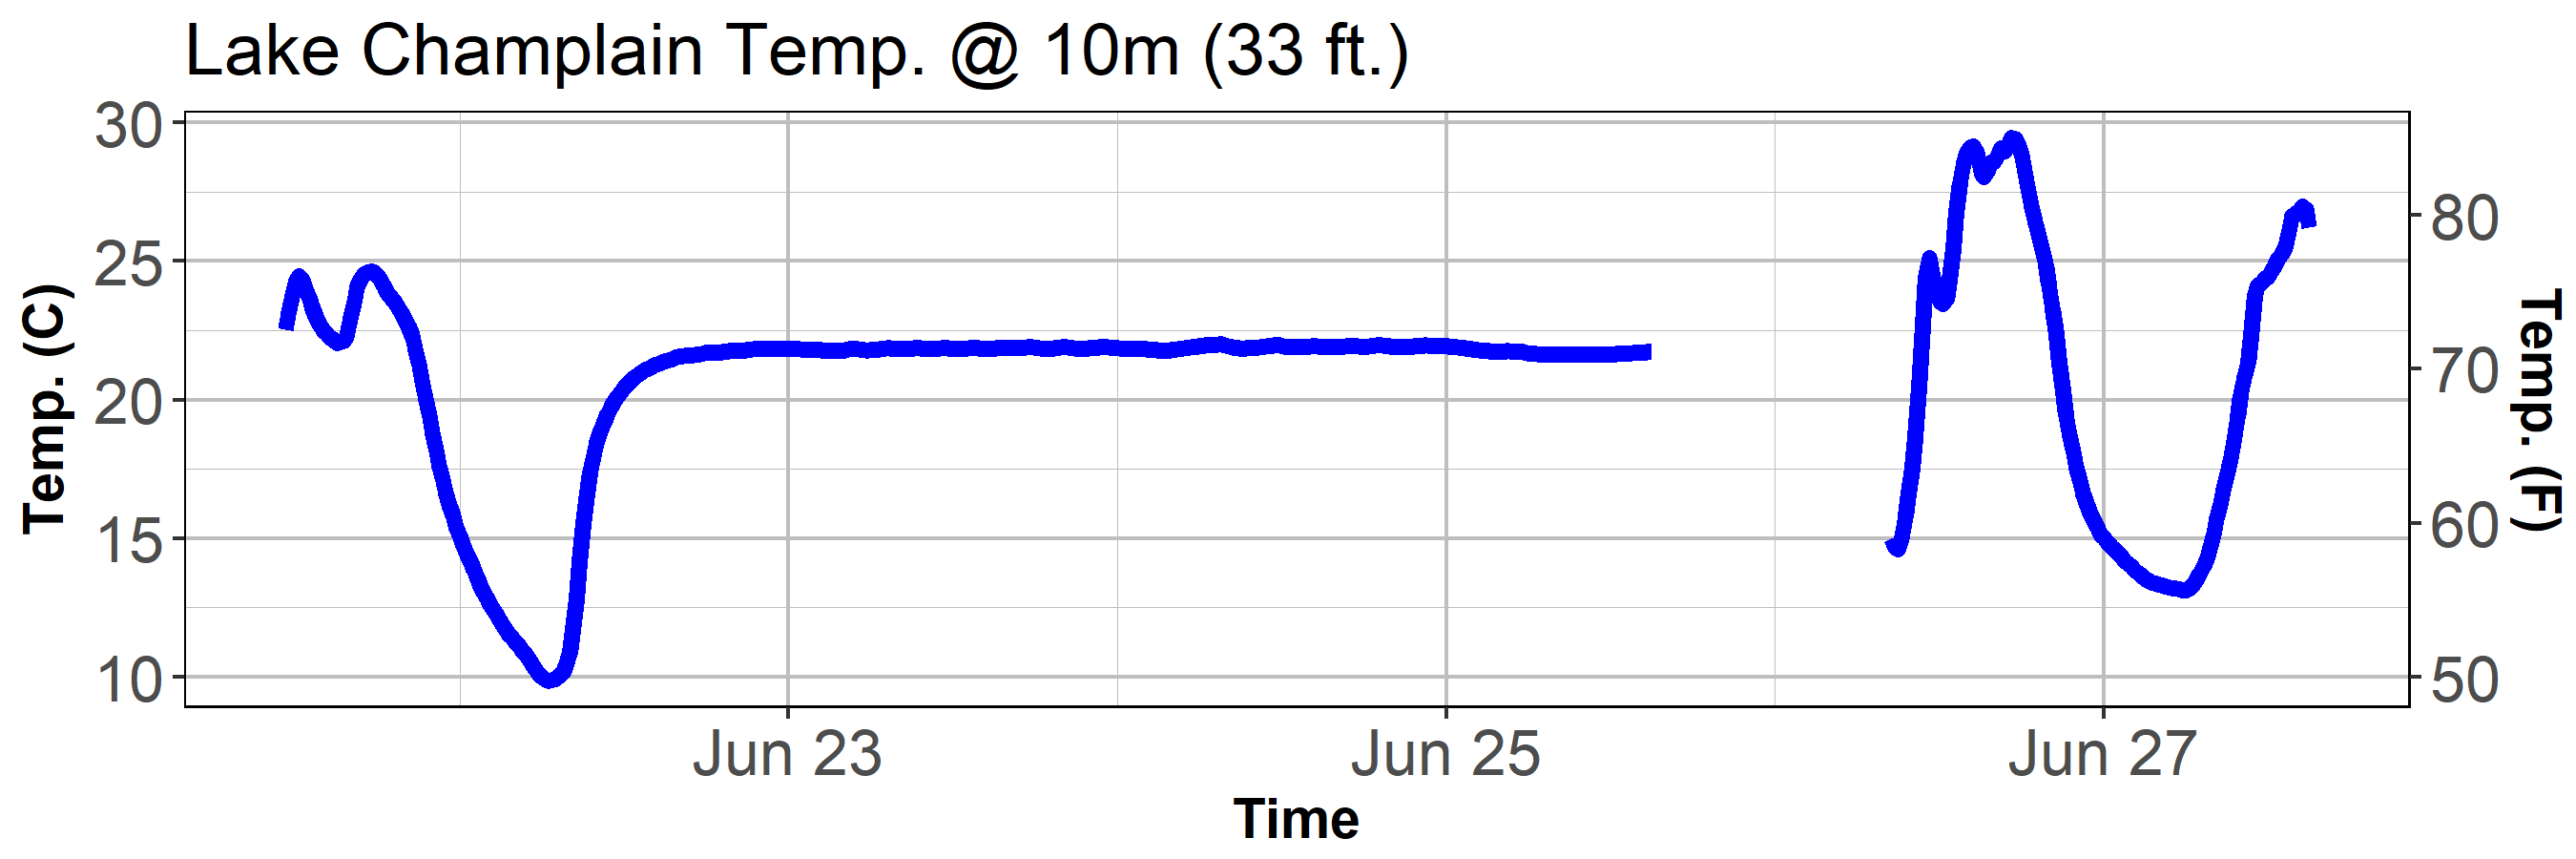 Lake Champlain Temp. @ 10m (33 ft.)
30
25
20
15
10
Temp. (C)
80
70
60
50
Temp. (F)
Jun 23
Jun 25
Jun 27
Time